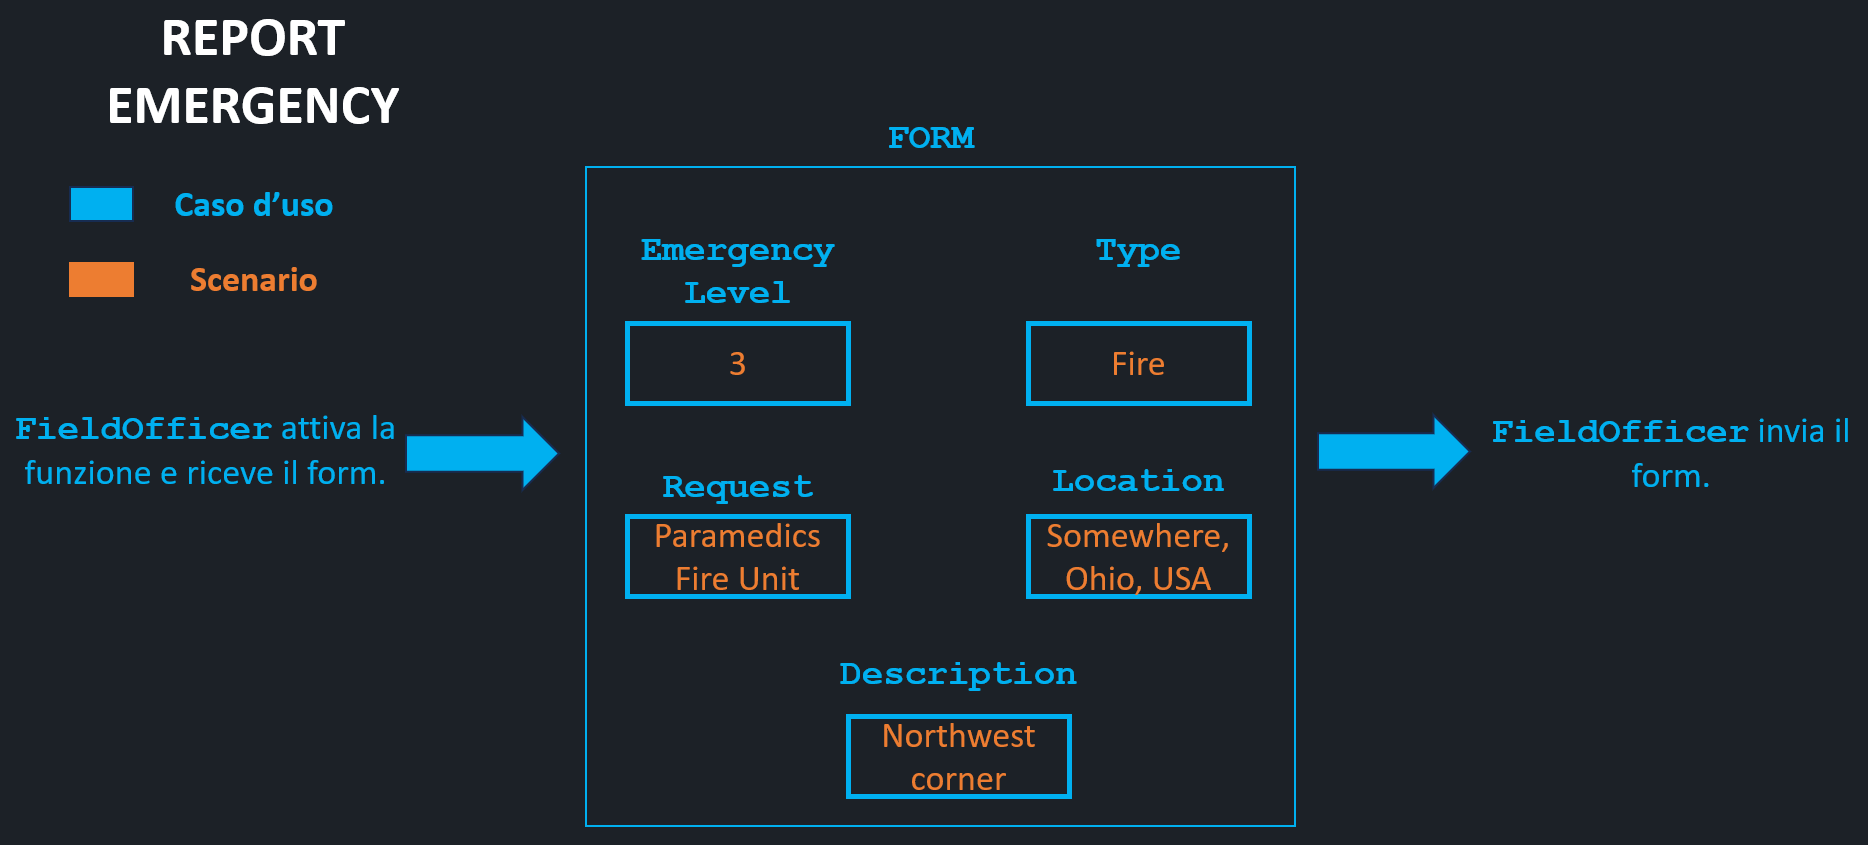 REPORT
EMERGENCY
Caso d’uso
Scenario
FieldOfficer attiva la
funzione e riceve il form.
FORM
Emergency
Level
3
Type
Fire
Request
Paramedics
Fire Unit
Location
Somewhere,
Ohio, USA
Description
Northwest
corner
FieldOfficer invia il
form.